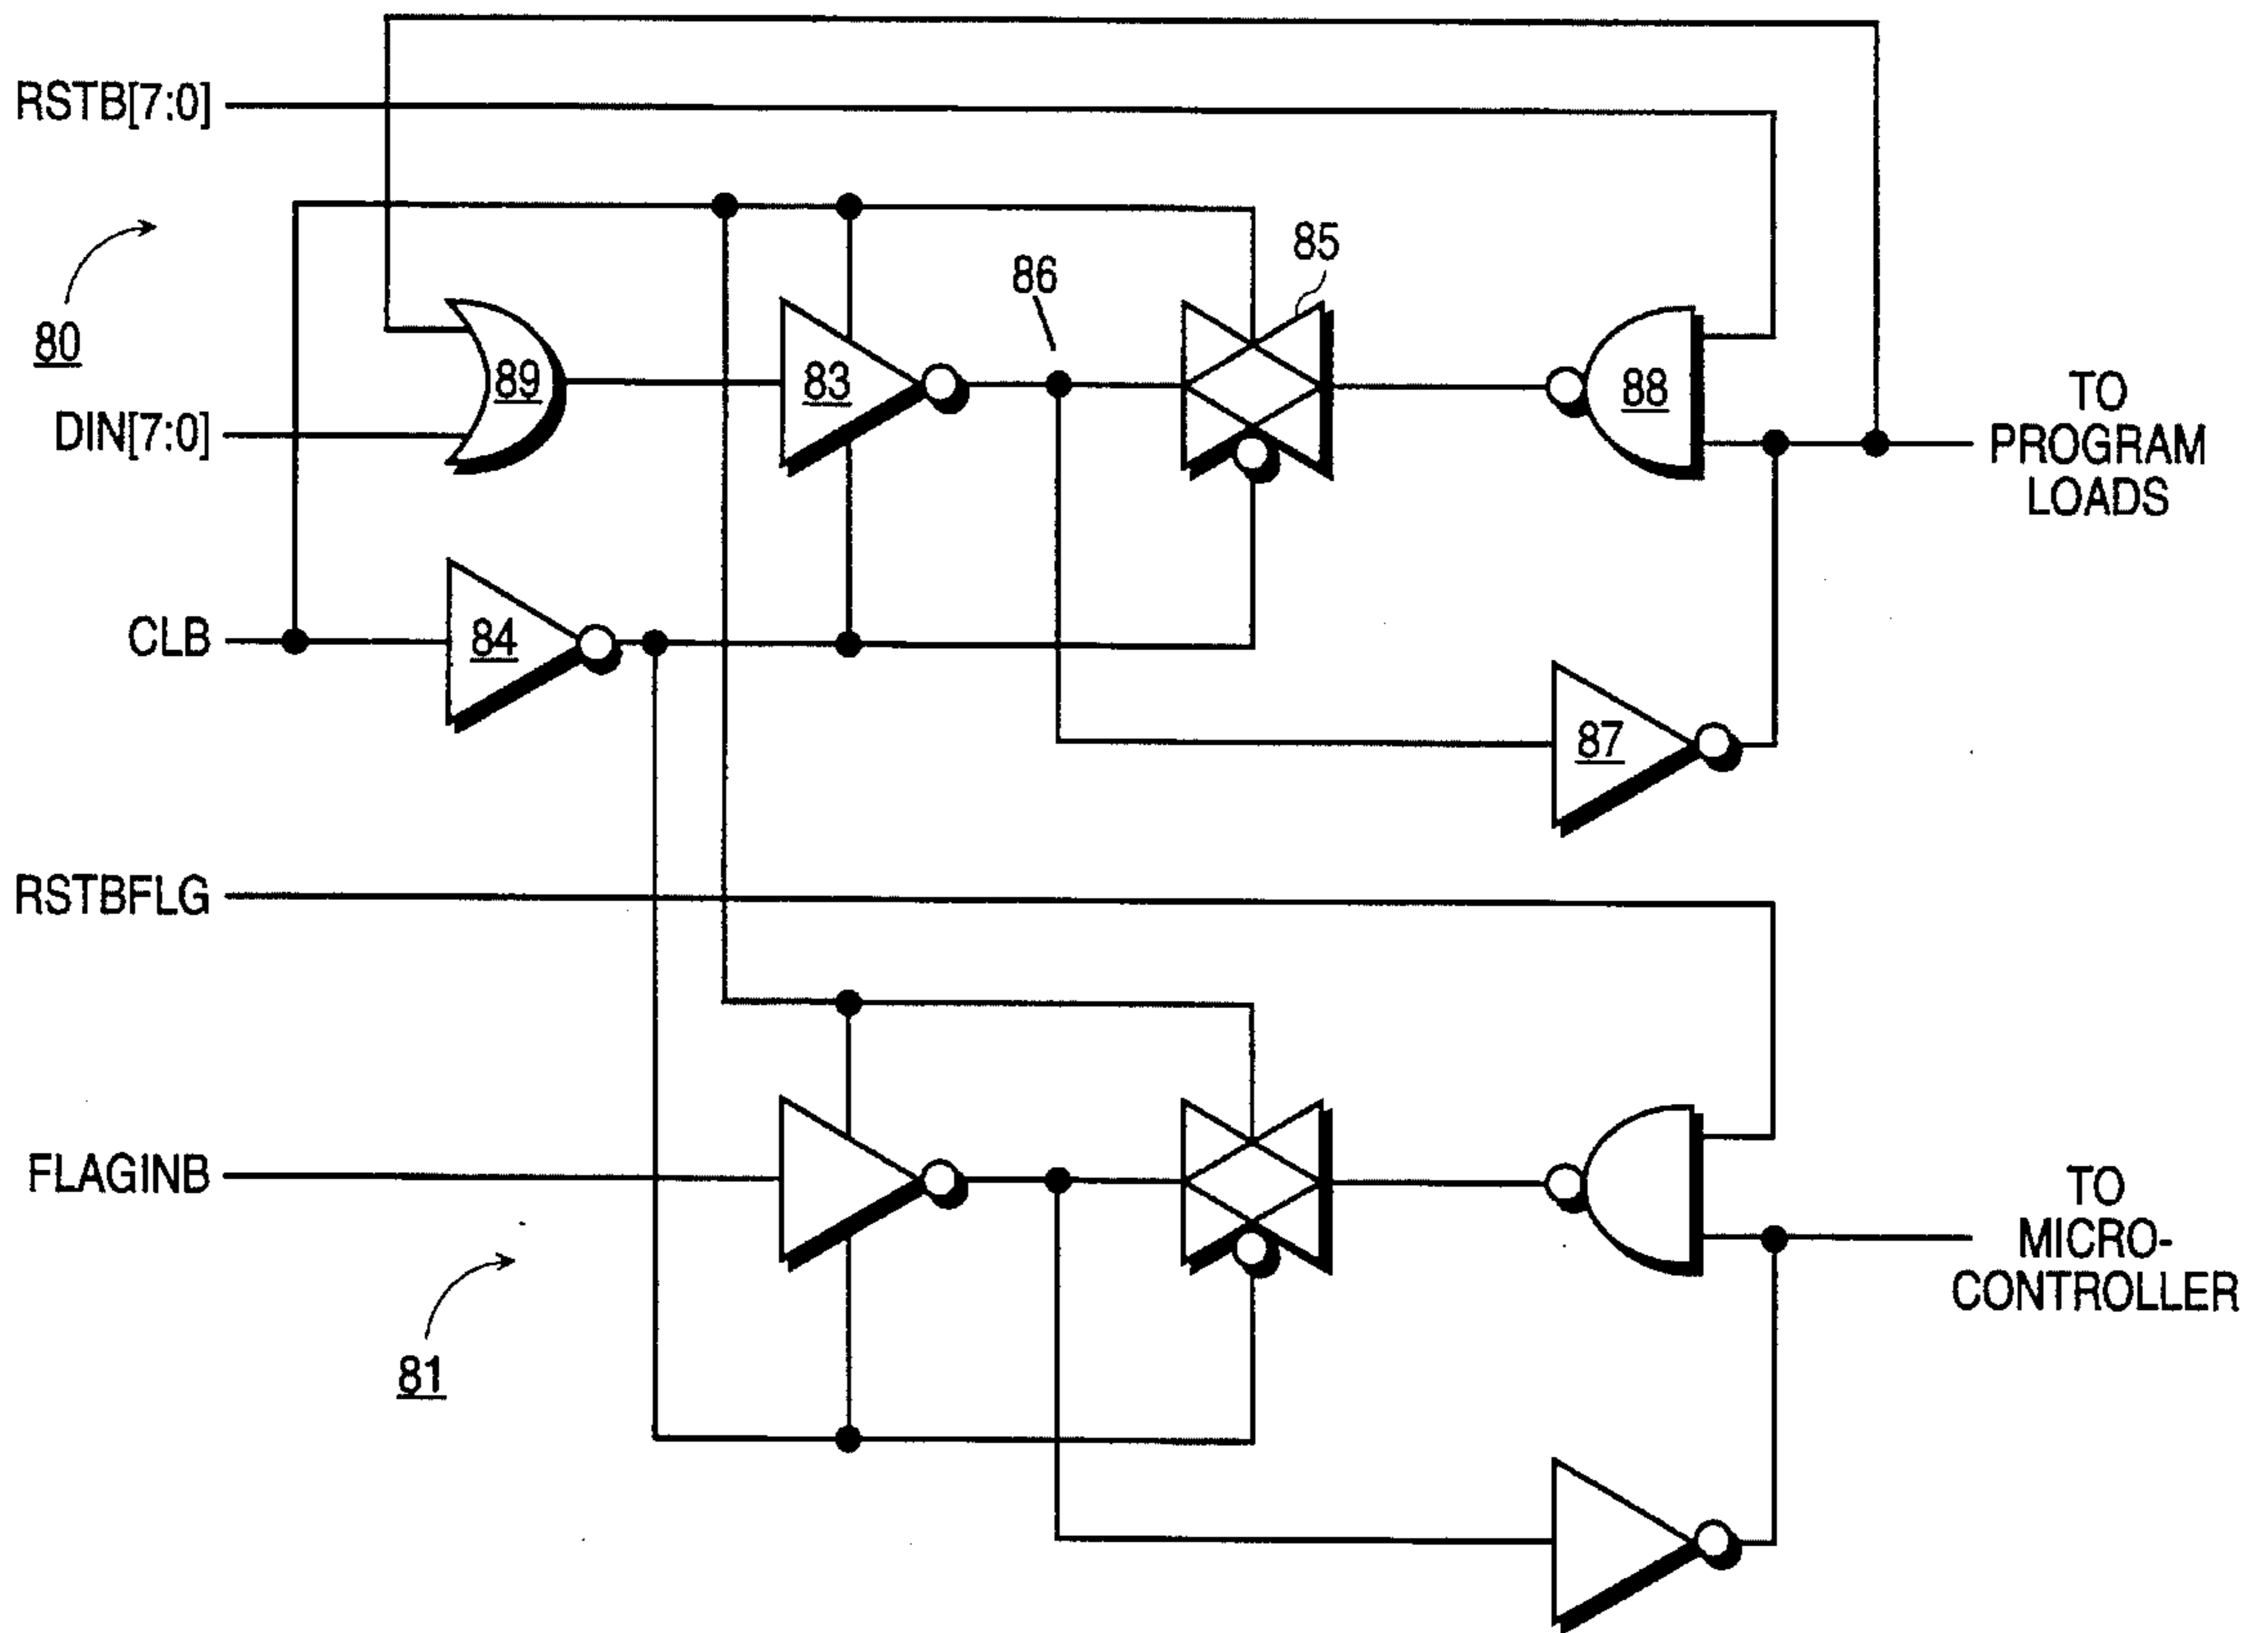 RSTB[7:0]
80
86
85
89
83
88
DIN[7:0]
TO
PROGRAM
LOADS
CLB
84
87
RSTBFLG
FLAGINB
TO
MICRO-
CONTROLLER
81